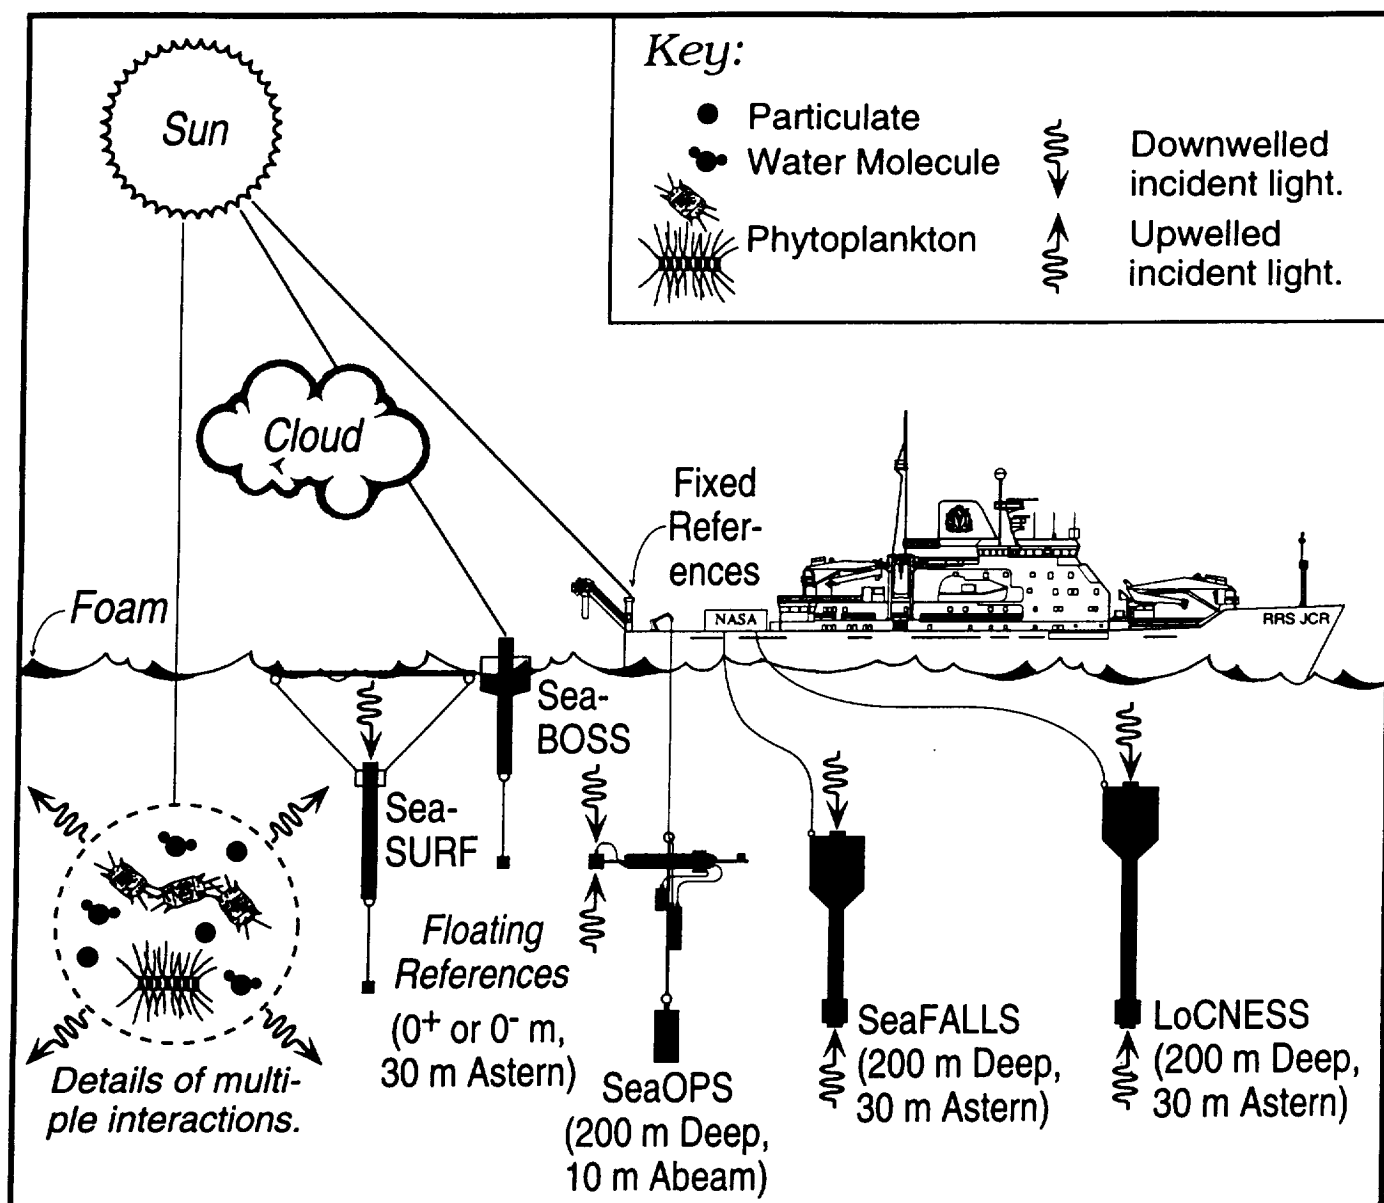 Key:
Particulate
Water Molecule
Phytoplankton
Downwelled
incident light.
Upwelled
incident light.
Sun
Cloud
Fixed
Refer-
ences
Foam
NASA
RRS JCR
Sea-
BOSS
Sea-
SURF
Floating
References
(0+ or 0- m,
30 m Astern)
SeaOPS
(200 m Deep,
10 m Abeam)
SeaFALLS
(200 m Deep,
30 m Astern)
LoCNESS
(200 m Deep,
30 m Astern)
Details of multi-
ple interactions.